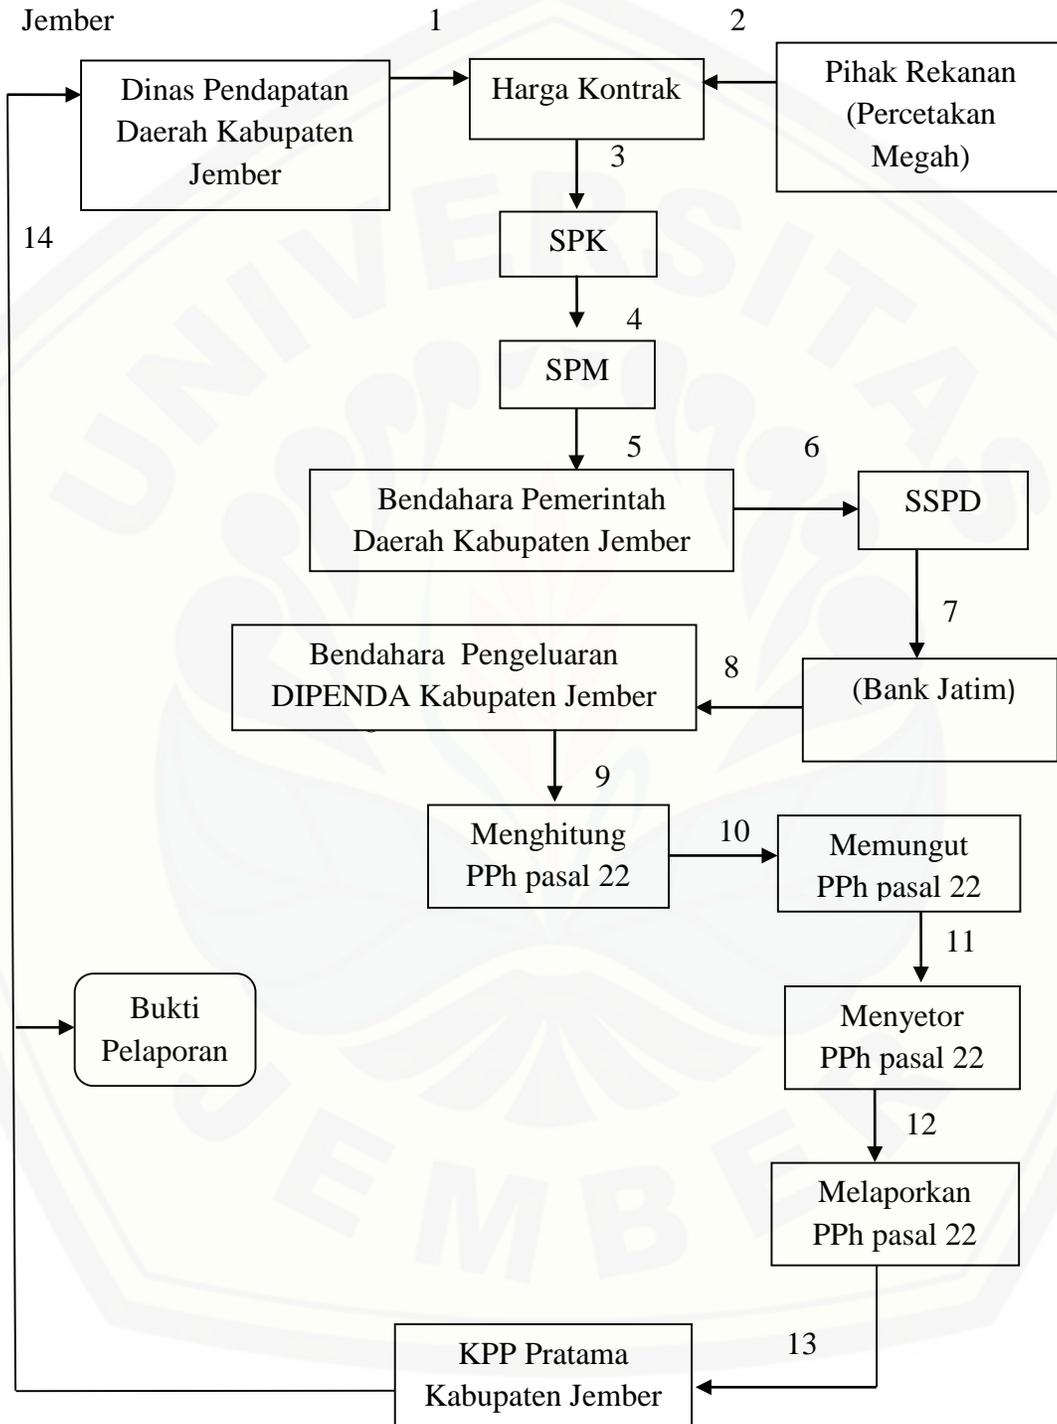 Jember
1
2
Dinas Pendapatan
Daerah Kabupaten
Jember
Harga Kontrak
Pihak Rekanan
(Percetakan
Megah)
3
14
SPK
4
SPM
5
6
Bendahara Pemerintah
Daerah Kabupaten Jember
SSPD
7
Bendahara Pengeluaran
DIPENDA Kabupaten Jember
8
(Bank Jatim)
9
Menghitung
PPh pasal 22
10
Memungut
PPh pasal 22
11
Bukti
Pelaporan
Menyetor
PPh pasal 22
12
Melaporkan
PPh pasal 22
13
KPP Pratama
Kabupaten Jember
UNIVERSITAS
JEMBER